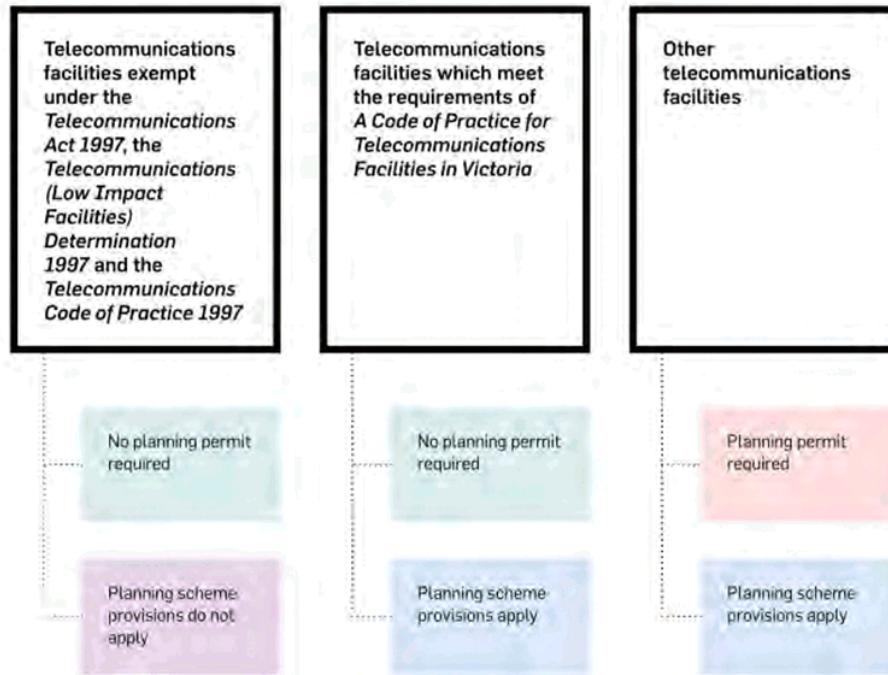 Telecommunications
facilities exempt
under the
Telecommunications
Act 1997, the
Telecommunications
(Low Impact
Facilities)
Determination
1997 and the
Telecommunications
Code of Practice 1997
No planning permit
required
Planning scheme
provisions do not
apply
Telecommunications
facilities which meet
the requirements of
A Code of Practice for
Telecommunications
Facilities in Victoria
No planning permit
required
Planning scheme
provisions apply
Other
telecommunications
facilities
Planning permit
required
Planning scheme
provisions apply